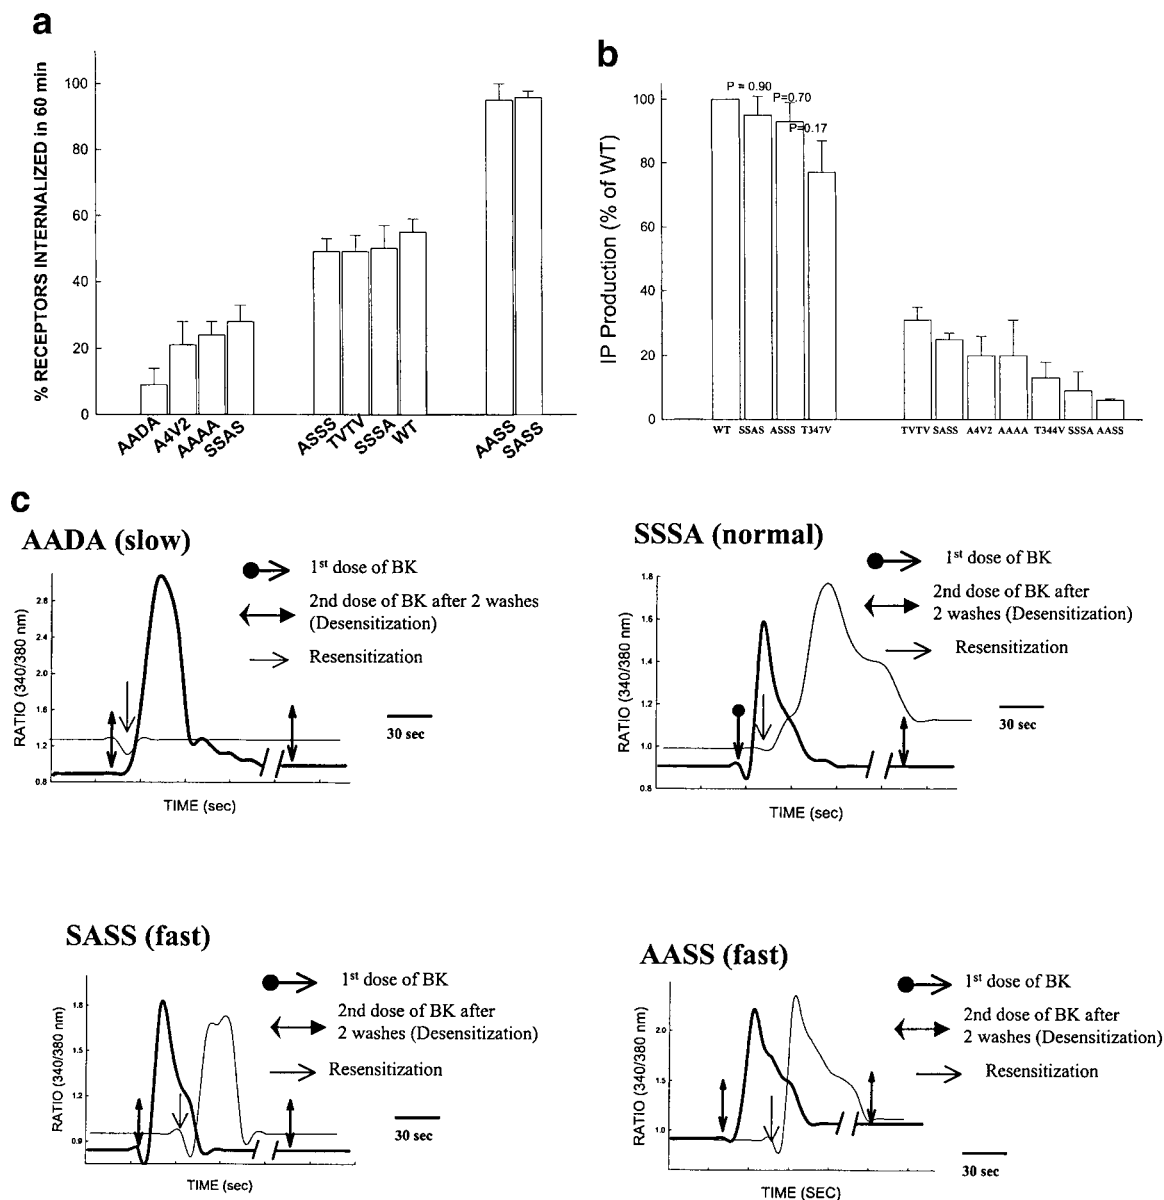 a
% RECEPTORS INTERNALIZED in 60 min
100
80
60
40
20
0
AADA
A4V2
AAAA
SSAS
ASSS
TVTV
SSSA
WT
AASS
SASS
b
IP Production (% of WT)
100
80
60
40
20
0
P = 0.90
P=0.70
P=0.17
WT SSAS ASSS T347V TVTV SASS A4V2 AAAA T344V SSSA AASS
c
AADA (slow)
RATIO (340/380 nm)
2.8
2.4
2.0
1.6
1.2
0.8
1st dose of BK
2nd dose of BK after 2 washes
(Desensitization)
Resensitization
30 sec
TIME (sec)
SSSA (normal)
RATIO (340/380 nm)
1.8
1.6
1.4
1.2
1.0
0.8
1st dose of BK
2nd dose of BK after
2 washes (Desensitization)
Resensitization
30 sec
TIME (sec)
SASS (fast)
RATIO (340/380 nm)
1.8
1.5
1.2
0.9
1st dose of BK
2nd dose of BK after
2 washes (Desensitization)
Resensitization
30 sec
TIME (sec)
AASS (fast)
RATIO (340/380 nm)
2.0
1.5
1.0
1st dose of BK
2nd dose of BK after
2 washes (Desensitization)
Resensitization
30 sec
TIME (SEC)